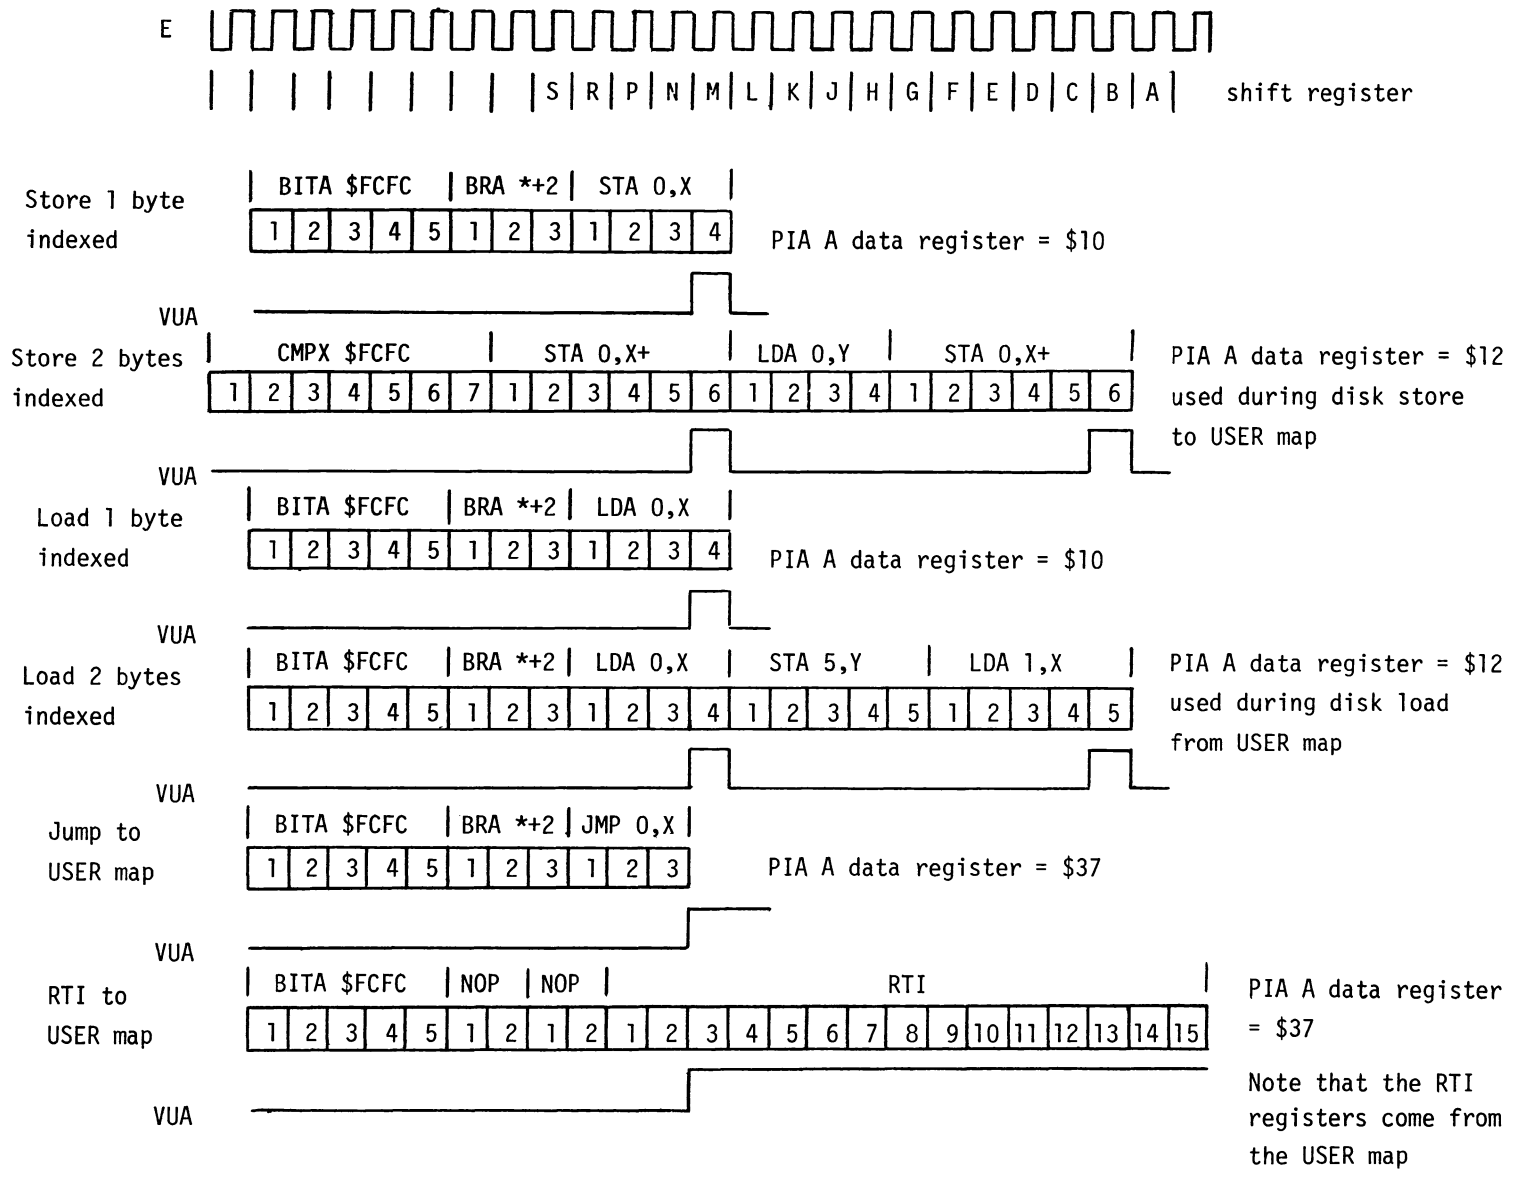 E
S R P N M L K J H G F E D C B A shift register
BITA $FCFC BRA *+2 STA 0,X
Store 1 byte
indexed
1 2 3 4 5 1 2 3 1 2 3 4
PIA A data register = $10
VUA
CMPX $FCFC STA 0,X+ LDA 0,Y STA 0,X+
Store 2 bytes
indexed
1 2 3 4 5 6 7 1 2 3 4 5 6 1 2 3 4 1 2 3 4 5 6
PIA A data register = $12
used during disk store
to USER map
VUA
BITA $FCFC BRA *+2 LDA 0,X
Load 1 byte
indexed
1 2 3 4 5 1 2 3 1 2 3 4
PIA A data register = $10
VUA
BITA $FCFC BRA *+2 LDA 0,X STA 5,Y LDA 1,X
Load 2 bytes
indexed
1 2 3 4 5 1 2 3 1 2 3 4 1 2 3 4 5 1 2 3 4 5
PIA A data register = $12
used during disk load
from USER map
VUA
BITA $FCFC BRA *+2 JMP 0,X
Jump to
USER map
1 2 3 4 5 1 2 3 1 2 3
PIA A data register = $37
VUA
BITA $FCFC NOP NOP RTI
RTI to
USER map
1 2 3 4 5 1 2 1 2 1 2 3 4 5 6 7 8 9 10 11 12 13 14 15
PIA A data register
= $37
VUA
Note that the RTI
registers come from
the USER map